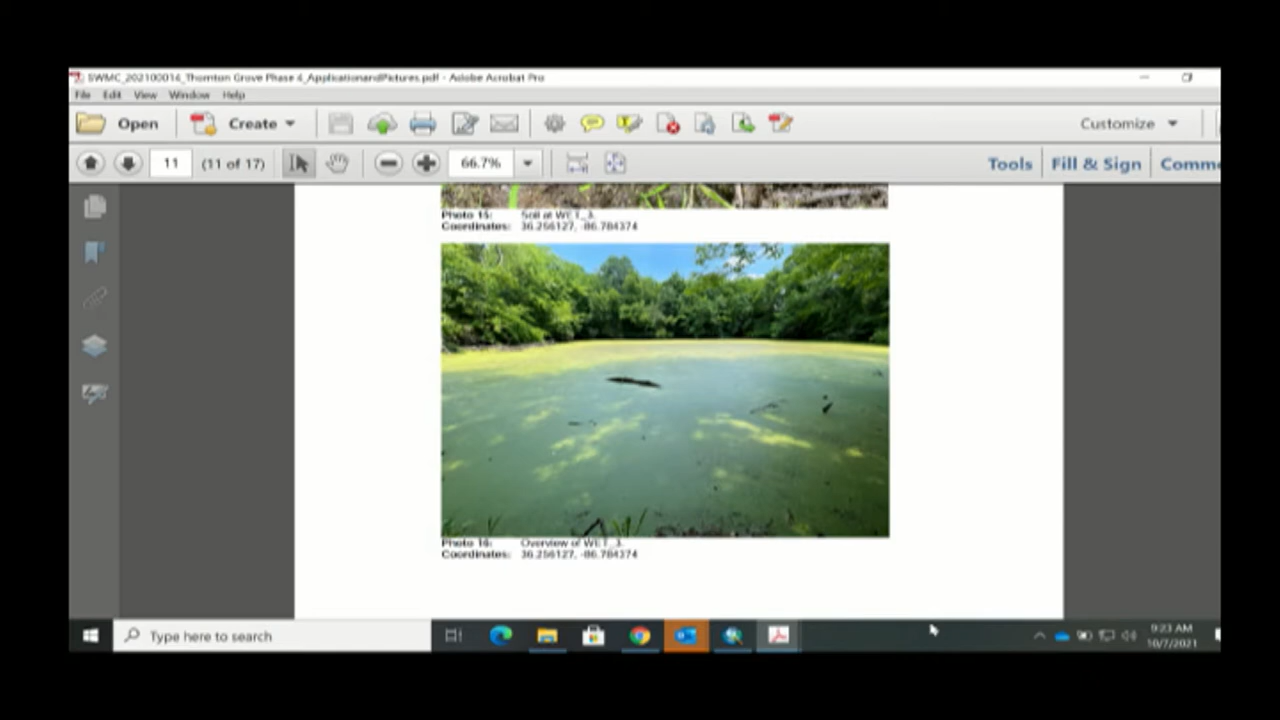 SWMC_202100014_Thornton Grove Phase 4_ApplicationandPictures.pdf - Adobe Acrobat Pro
File Edit View Window Help
Open Create Customize
11 (11 of 17) 66.7% Tools Fill & Sign Comme
Photo 15: Soil at WET_3.
Coordinates: 36.256127, -86.784374
Photo 16: Overview of WET_3.
Coordinates: 36.256127, -86.784374
Type here to search
9:23 AM
10/7/2021